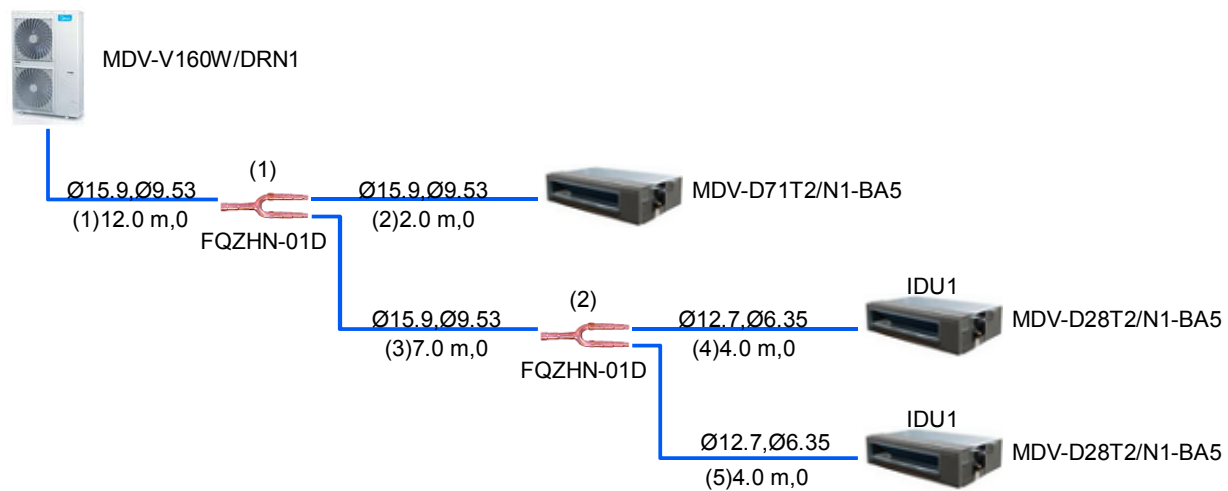 MDV-V160W/DRN1
(1)
Ø15.9,Ø9.53
(1)12.0 m,0
FQZHN-01D
Ø15.9,Ø9.53
(2)2.0 m,0
MDV-D71T2/N1-BA5
Ø15.9,Ø9.53
(3)7.0 m,0
(2)
FQZHN-01D
Ø12.7,Ø6.35
(4)4.0 m,0
IDU1
MDV-D28T2/N1-BA5
Ø12.7,Ø6.35
(5)4.0 m,0
IDU1
MDV-D28T2/N1-BA5